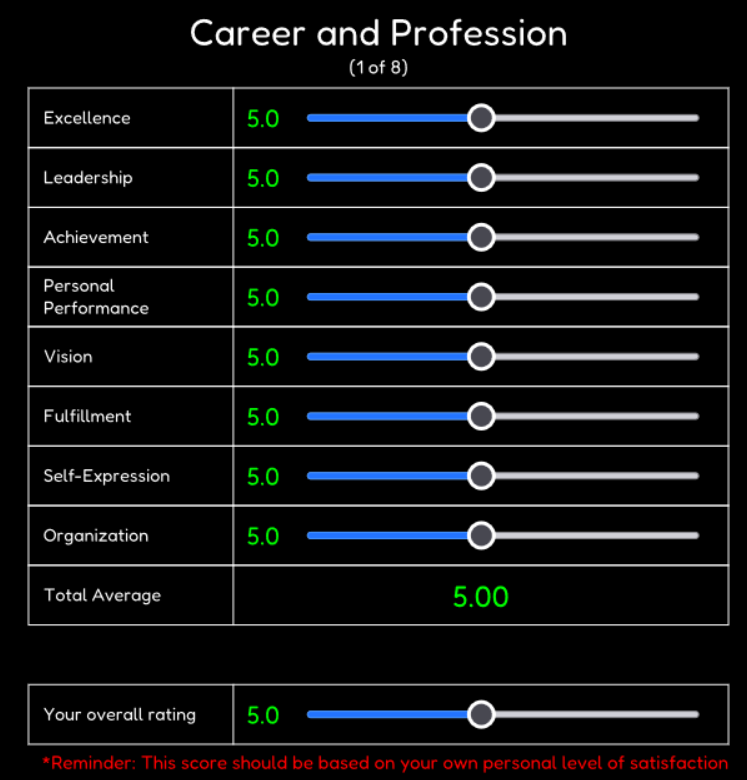 Career and Profession
(1 of 8)
Excellence 5.0
Leadership 5.0
Achievement 5.0
Personal
Performance 5.0
Vision 5.0
Fulfillment 5.0
Self-Expression 5.0
Organization 5.0
Total Average 5.00
Your overall rating 5.0
*Reminder: This score should be based on your own personal level of satisfaction